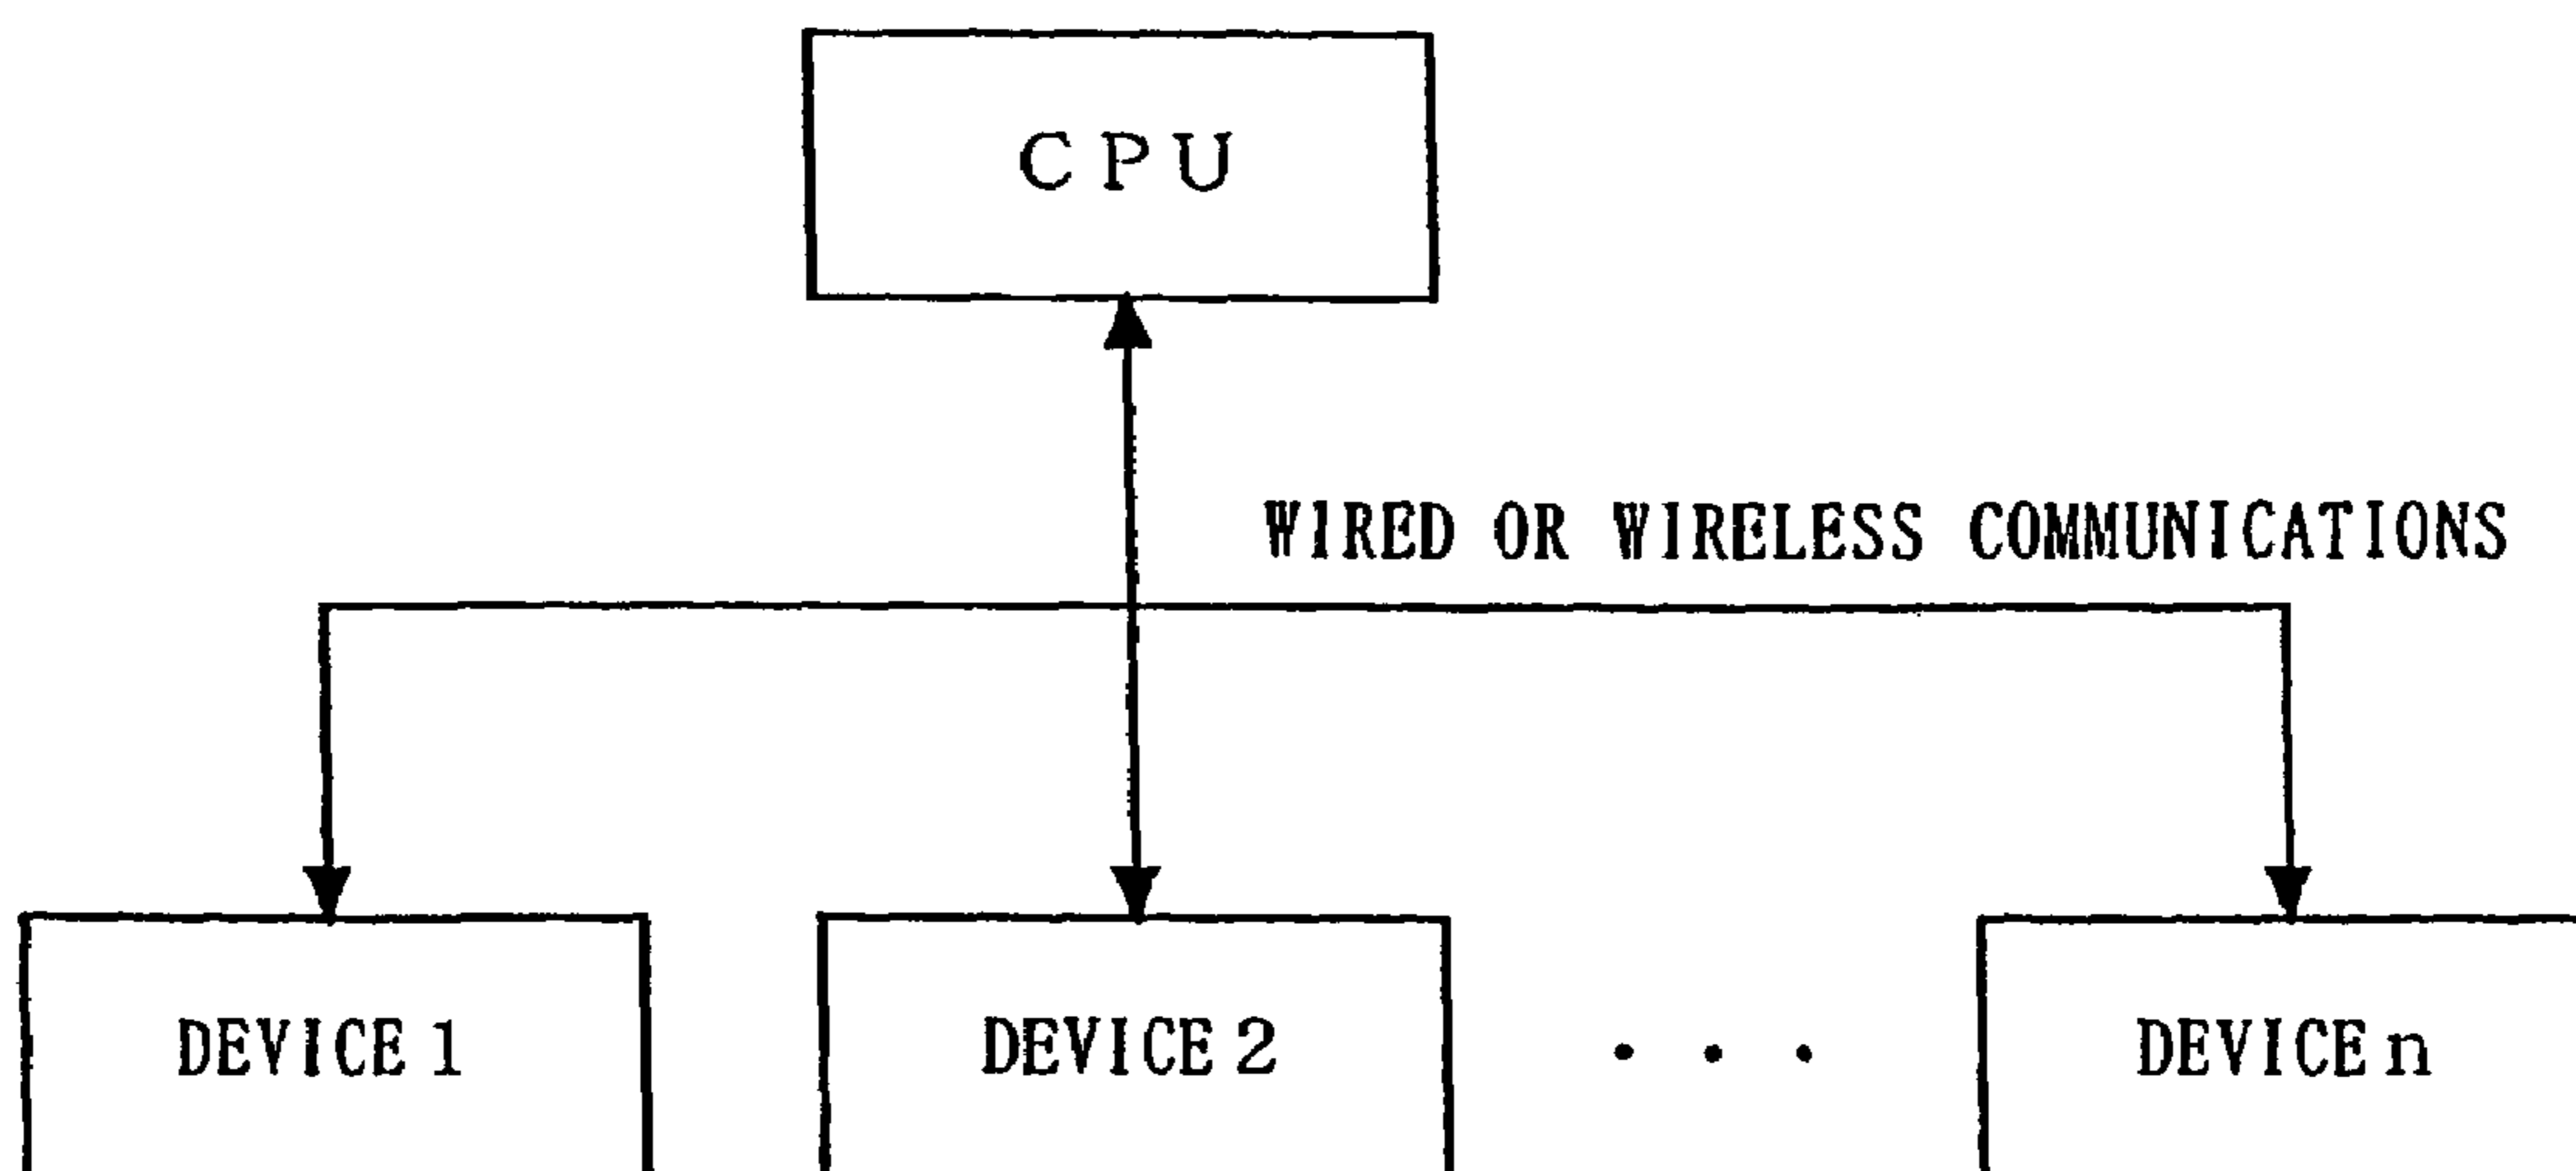 CPU
WIRED OR WIRELESS COMMUNICATIONS
DEVICE 1
DEVICE 2
. . .
DEVICE n